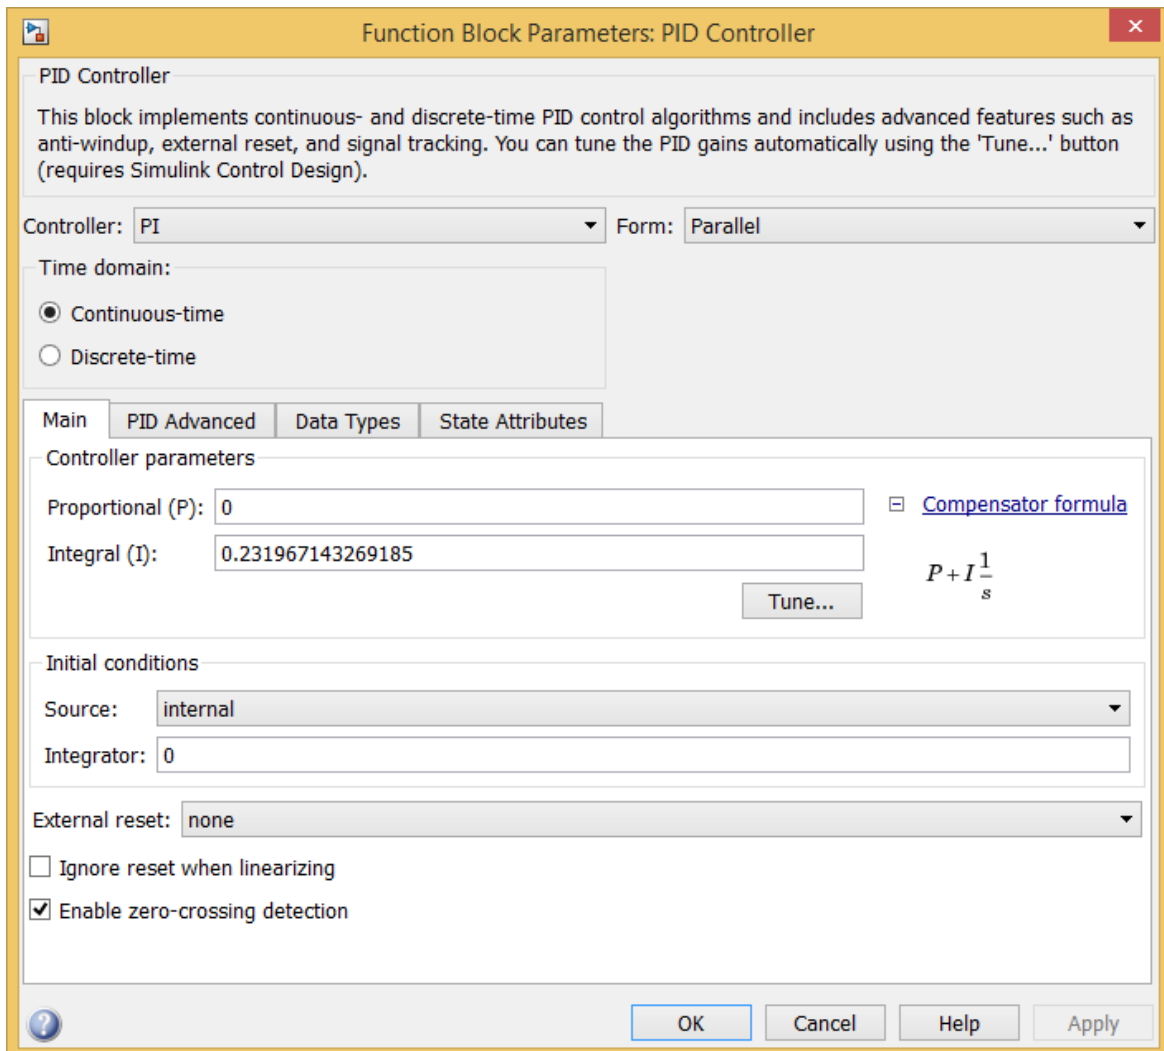 Function Block Parameters: PID Controller
PID Controller
This block implements continuous- and discrete-time PID control algorithms and includes advanced features such as
anti-windup, external reset, and signal tracking. You can tune the PID gains automatically using the 'Tune...' button
(requires Simulink Control Design).
Controller: PI Form: Parallel
Time domain:
Continuous-time
Discrete-time
Main PID Advanced Data Types State Attributes
Controller parameters
Proportional (P): 0 Compensator formula
Integral (I): 0.231967143269185
P + I 1/s
Tune...
Initial conditions
Source: internal
Integrator: 0
External reset: none
Ignore reset when linearizing
Enable zero-crossing detection
? OK Cancel Help Apply